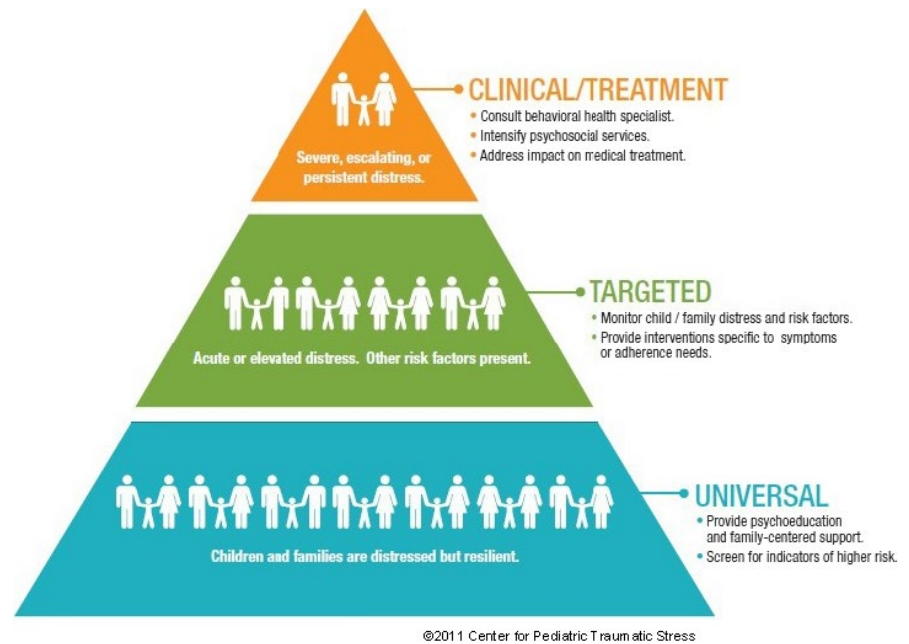 CLINICAL/TREATMENT
• Consult behavioral health specialist.
• Intensify psychosocial services.
• Address impact on medical treatment.
Severe, escalating, or
persistent distress.
TARGETED
• Monitor child / family distress and risk factors.
• Provide interventions specific to symptoms
or adherence needs.
Acute or elevated distress. Other risk factors present.
UNIVERSAL
• Provide psychoeducation
and family-centered support.
• Screen for indicators of higher risk.
Children and families are distressed but resilient.
©2011 Center for Pediatric Traumatic Stress